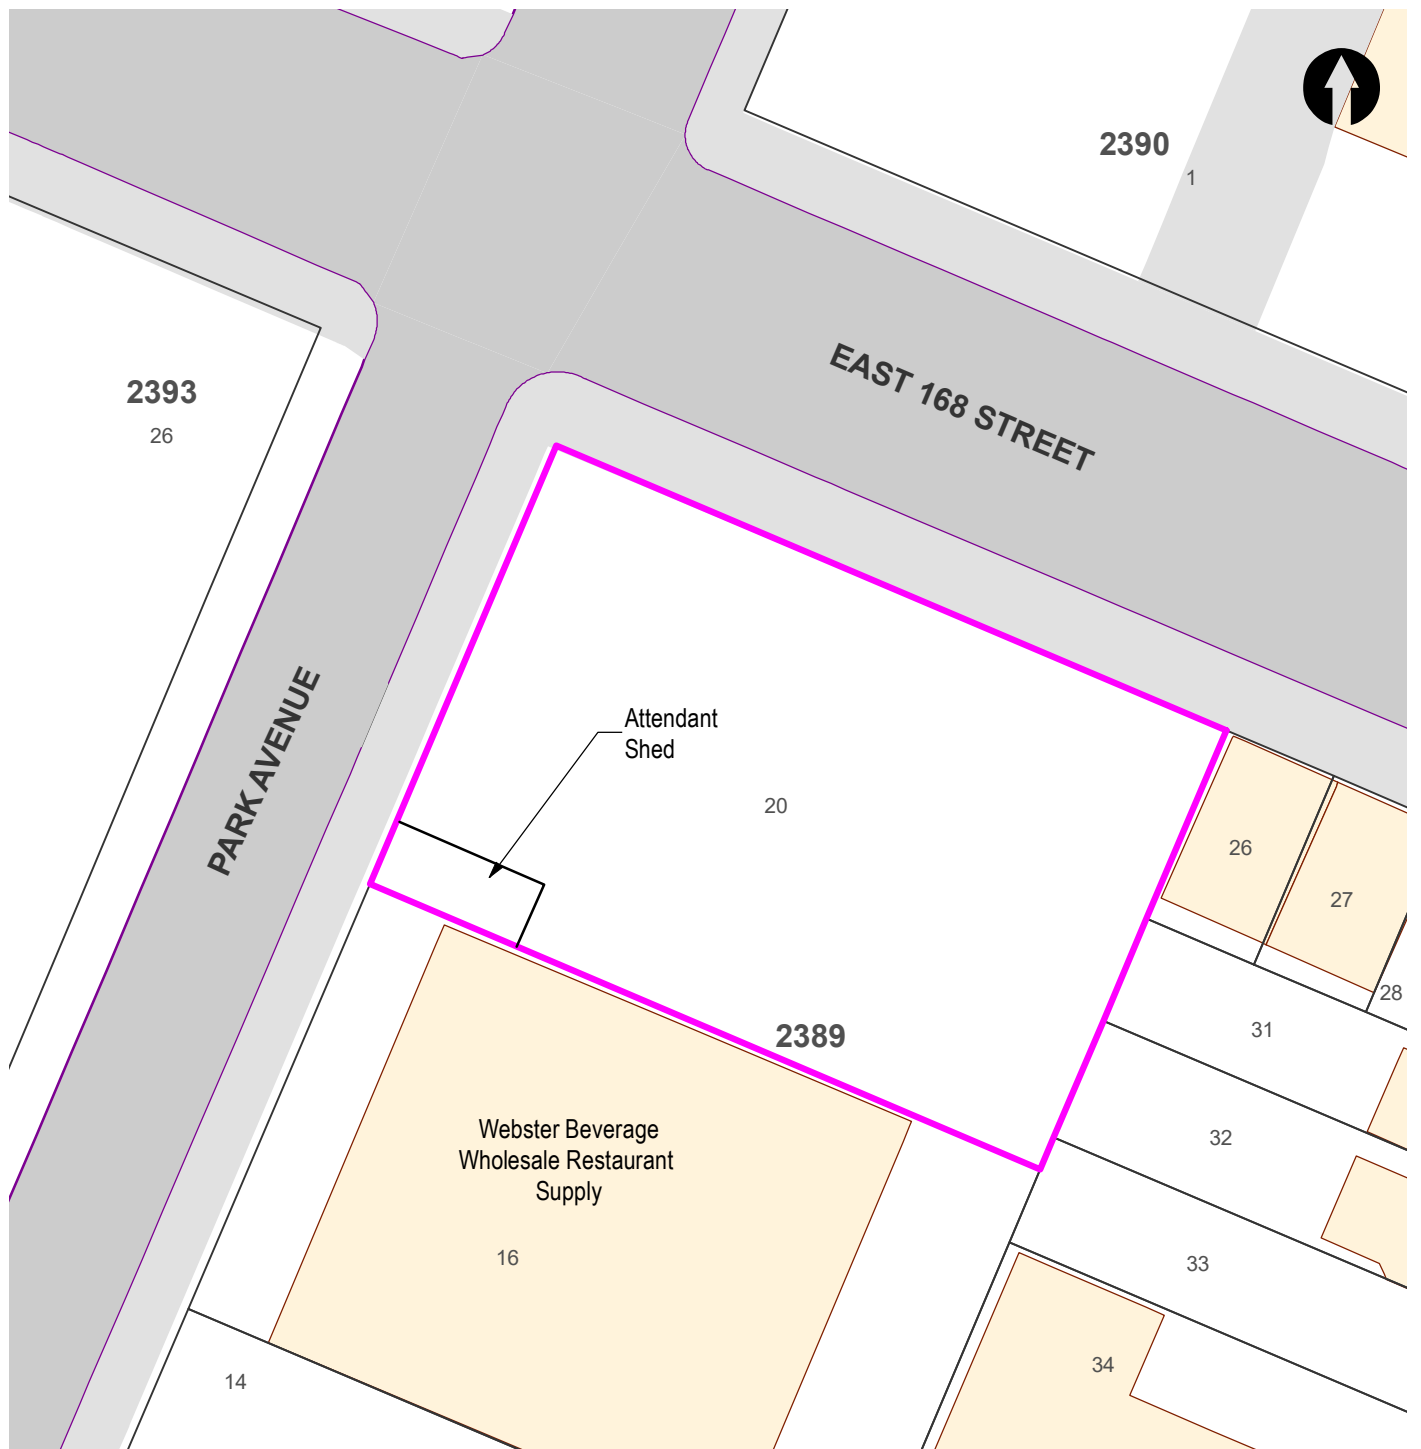 2390
1
EAST 168 STREET
2393
26
PARK AVENUE
Attendant
Shed
20
26
27
28
31
2389
Webster Beverage
Wholesale Restaurant
Supply
32
16
33
34
14